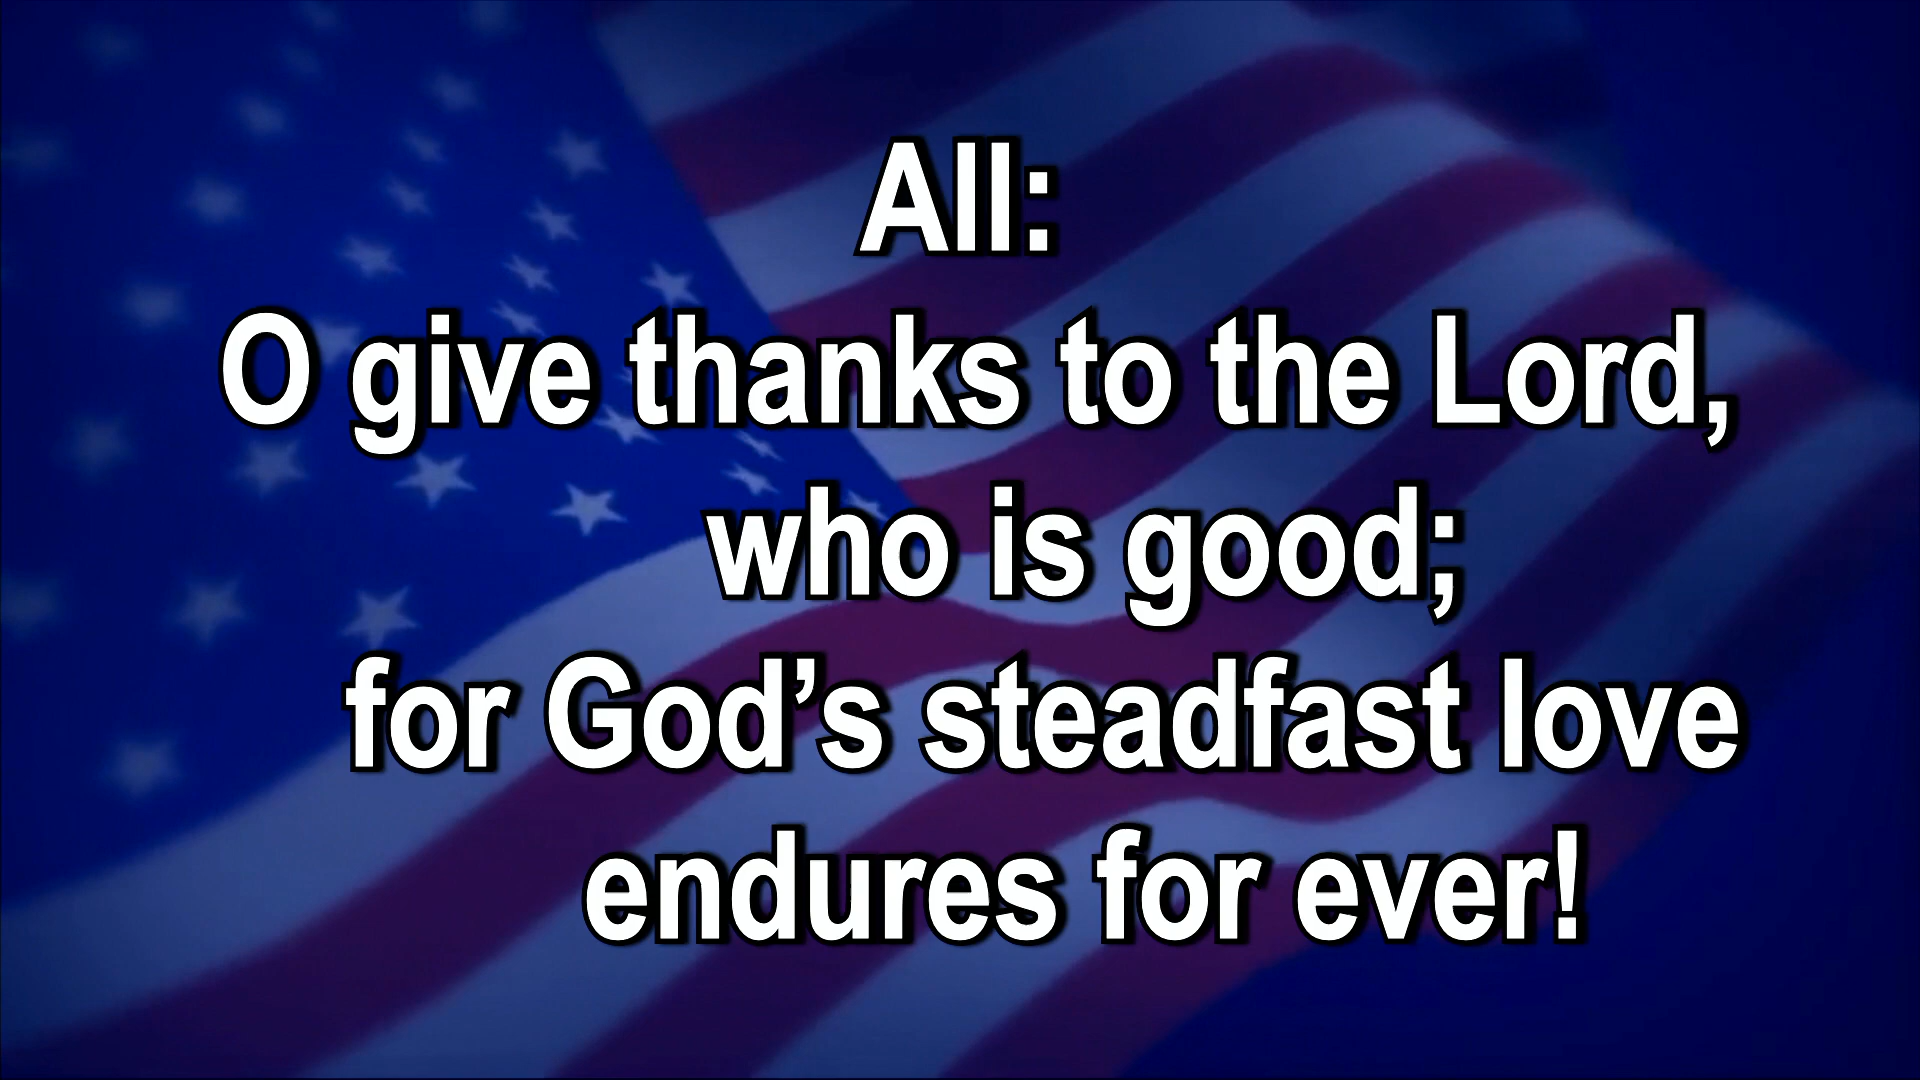 All:
O give thanks to the Lord,
who is good;
for God’s steadfast love
endures for ever!